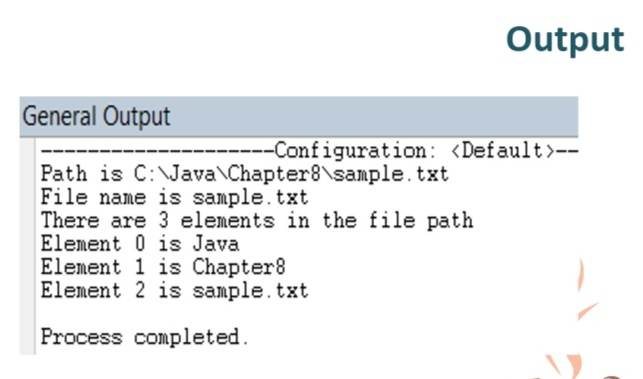 Output
General Output
--------------------Configuration: <Default>--
Path is C:\Java\Chapter8\sample.txt
File name is sample.txt
There are 3 elements in the file path
Element 0 is Java
Element 1 is Chapter8
Element 2 is sample.txt
Process completed.